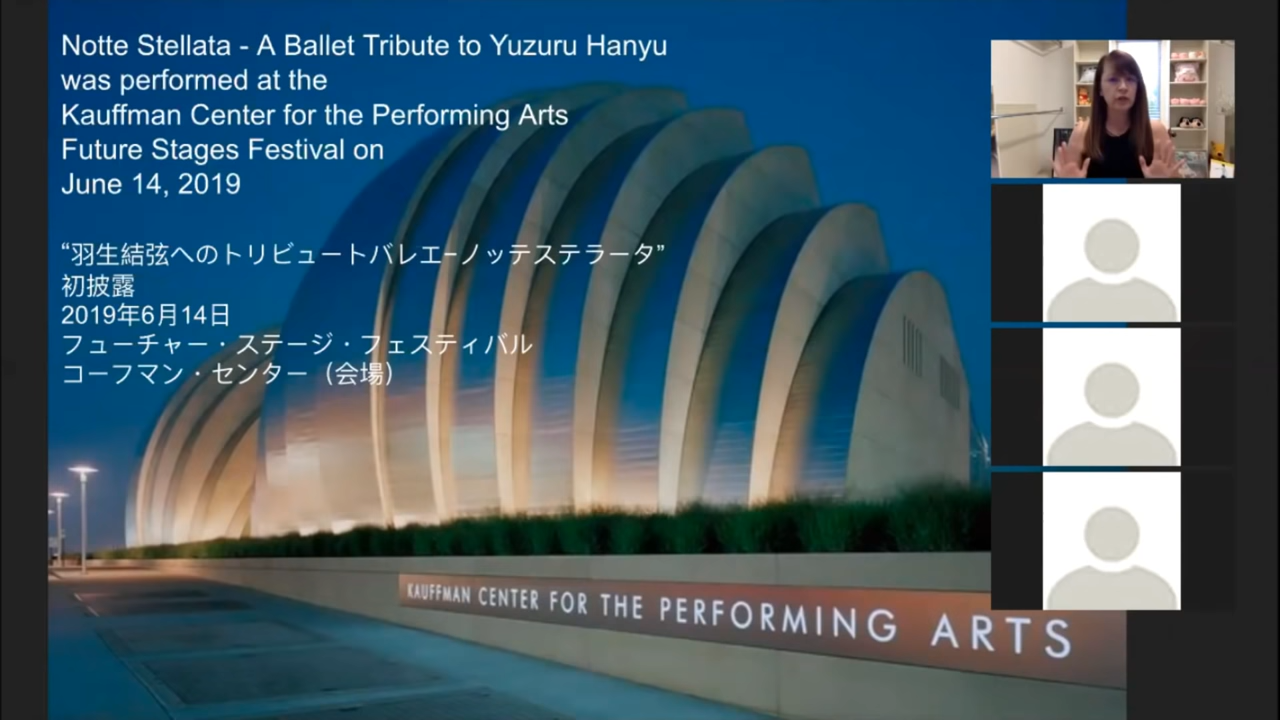 Notte Stellata - A Ballet Tribute to Yuzuru Hanyu
was performed at the
Kauffman Center for the Performing Arts
Future Stages Festival on
June 14, 2019
“羽生結弦へのトリビュートバレエ−ノッテステラータ”
初披露
2019年6月14日
フューチャー・ステージ・フェスティバル
コーフマン・センター（会場）
KAUFFMAN CENTER FOR THE PERFORMING ARTS